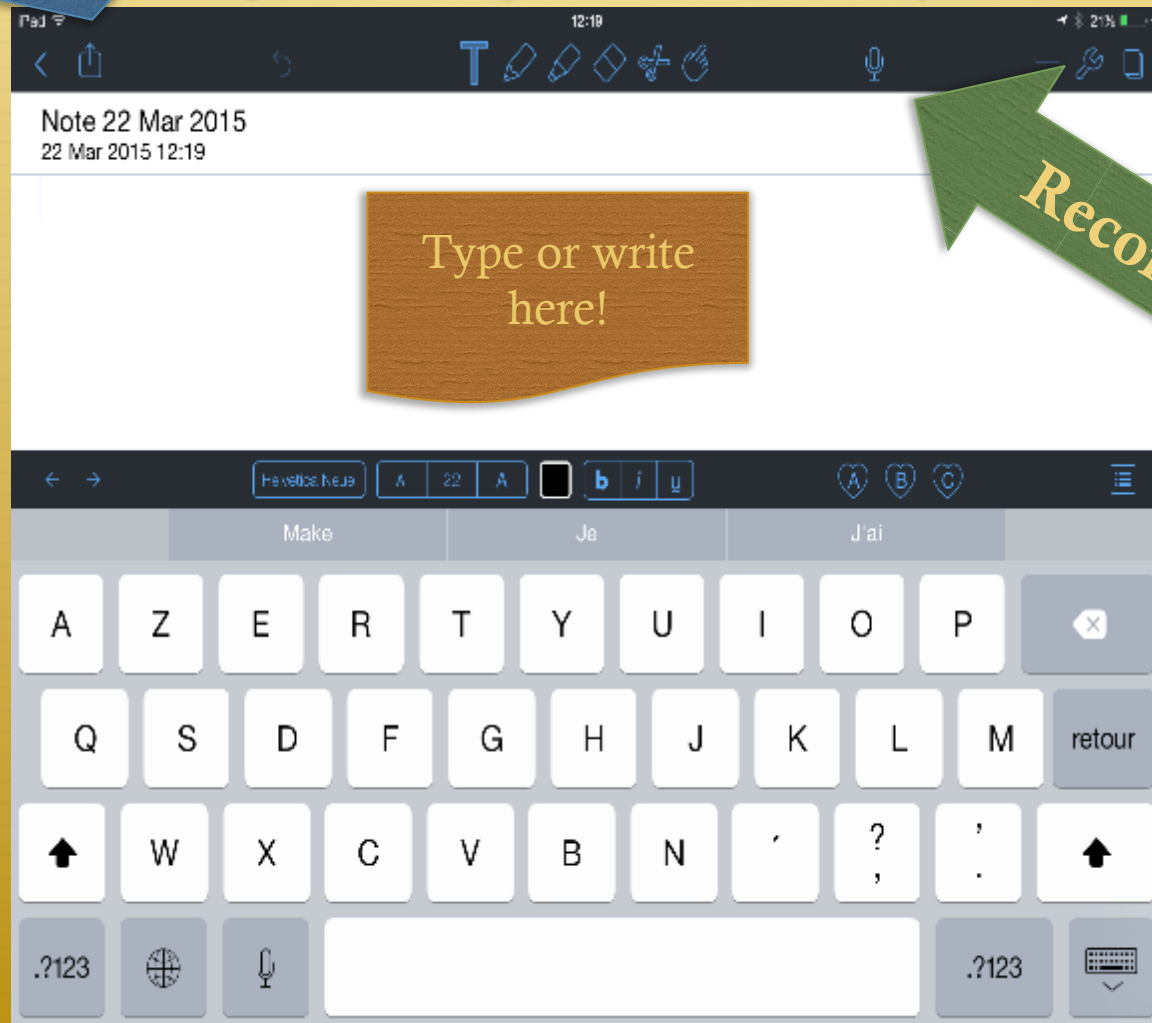 iPad 12:19 21%
Note 22 Mar 2015
22 Mar 2015 12:19
Recor
Type or write
here!
Helvetica Neue A 22 A b i u A B C
Make Je J'ai
A Z E R T Y U I O P
Q S D F G H J K L M retour
W X C V B N ´ ? , ' .
.?123 .?123